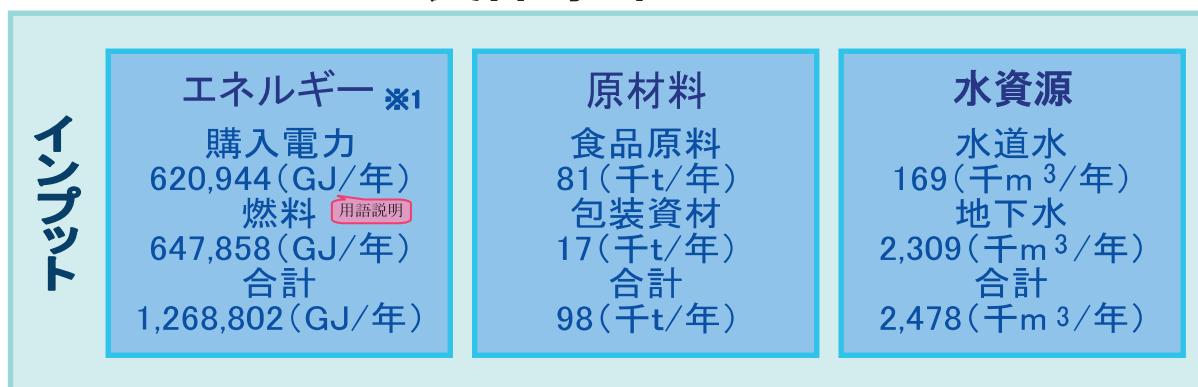 インプット
エネルギー ※1
購入電力
620,944(GJ/年)
燃料 用語説明
647,858(GJ/年)
合計
1,268,802(GJ/年)
原材料
食品原料
81(千t/年)
包装資材
17(千t/年)
合計
98(千t/年)
水資源
水道水
169(千m³/年)
地下水
2,309(千m³/年)
合計
2,478(千m³/年)